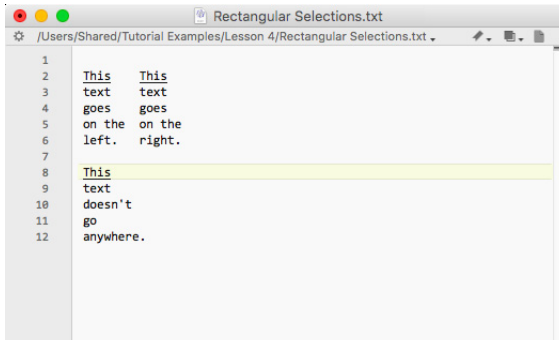 Rectangular Selections.txt
/Users/Shared/Tutorial Examples/Lesson 4/Rectangular Selections.txt
1
2 This This
3 text text
4 goes goes
5 on the on the
6 left. right.
7
8 This
9 text
10 doesn't
11 go
12 anywhere.